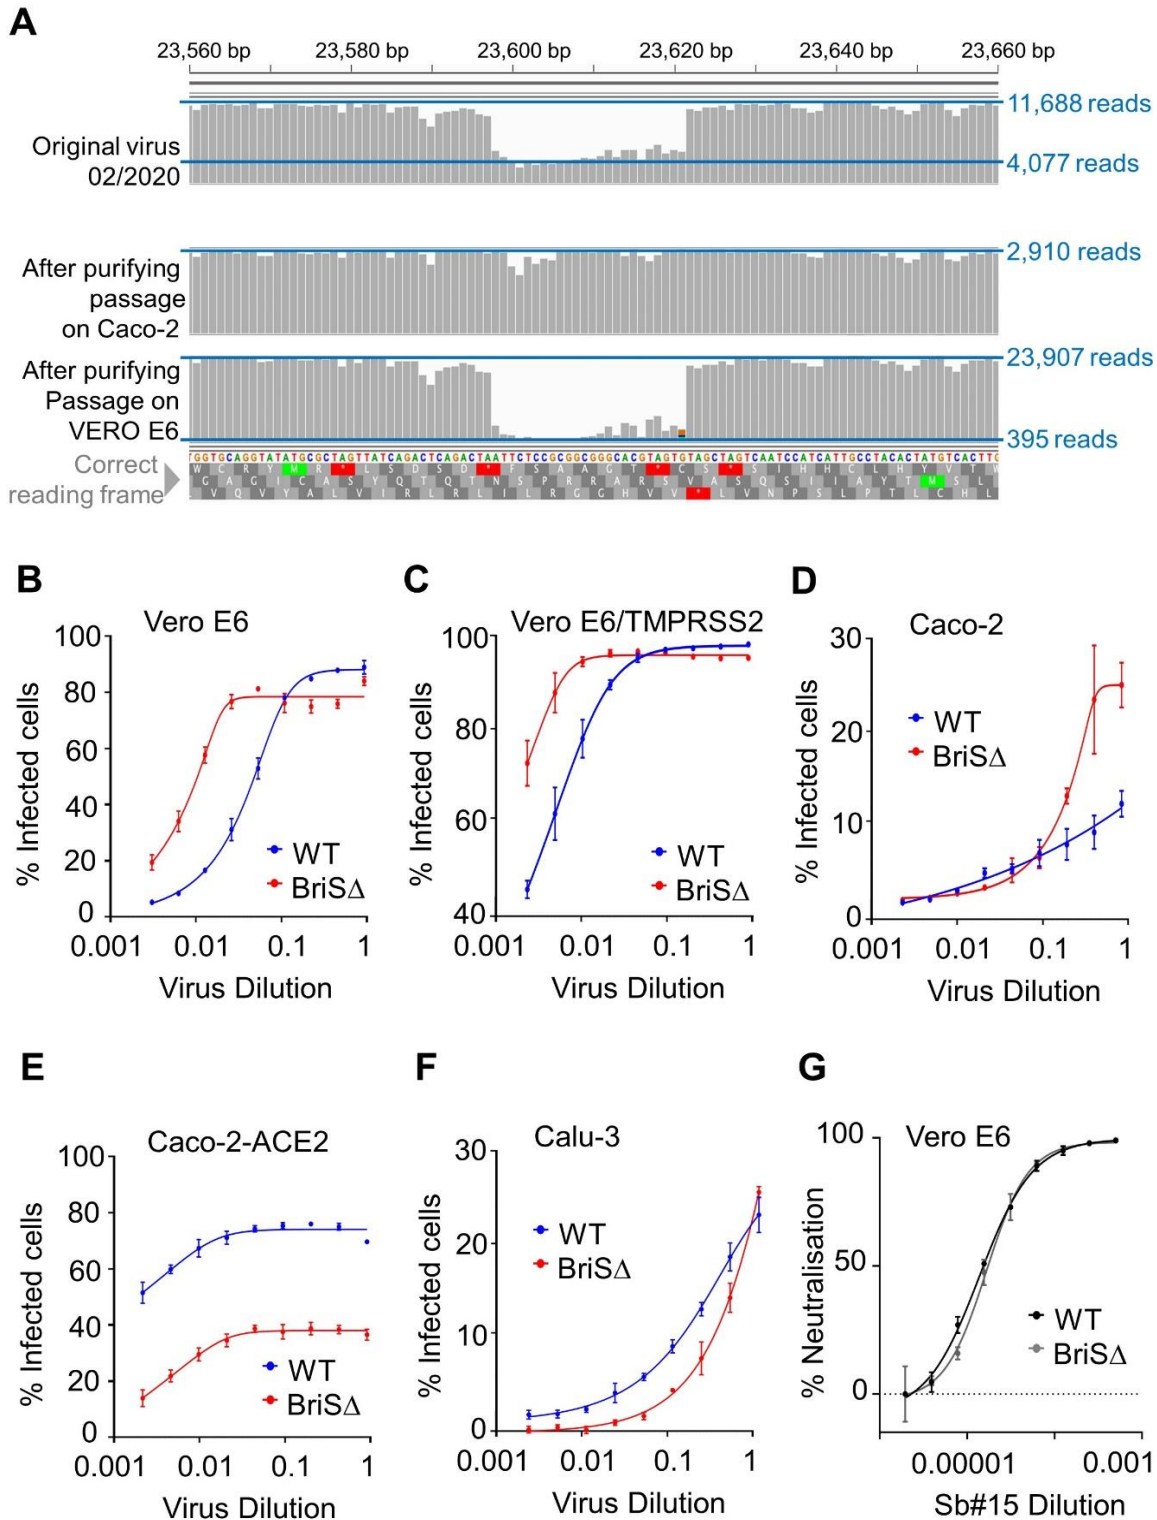 A
23,560 bp 23,580 bp 23,600 bp 23,620 bp 23,640 bp 23,660 bp
11,688 reads
Original virus
02/2020
4,077 reads
2,910 reads
After purifying
passage
on Caco-2
23,907 reads
After purifying
Passage on
VERO E6
395 reads
TGGTGCAGGTATATGCGCTAGTTATCAGACTCAGACTAATTCTCCGCGGCGGGCACGTAGTGTAGCTAGTCAATCCATCATTGCCTACACTATGTCACTTG
Correct
reading frame
W C R Y M R * L S D S D * F S A A G T * C S * S I H H C L H Y V T W
G A G I C A S Y Q T Q T N S P R R A R S V A S Q S I I A Y T M S L
V Q V Y A L V I R L R L I L R G G H V V * L V N P S L P T L C H L
B
Vero E6
% Infected cells
100
80
60
40
20
0
WT
BriSΔ
0.001 0.01 0.1 1
Virus Dilution
C
Vero E6/TMPRSS2
% Infected cells
100
80
60
40
WT
BriSΔ
0.001 0.01 0.1 1
Virus Dilution
D
Caco-2
% Infected cells
30
20
10
0
WT
BriSΔ
0.001 0.01 0.1 1
Virus Dilution
E
Caco-2-ACE2
% Infected cells
100
80
60
40
20
0
WT
BriSΔ
0.001 0.01 0.1 1
Virus Dilution
F
Calu-3
% Infected cells
30
20
10
0
WT
BriSΔ
0.001 0.01 0.1 1
Virus Dilution
G
Vero E6
% Neutralisation
100
50
0
WT
BriSΔ
0.00001 0.001
Sb#15 Dilution